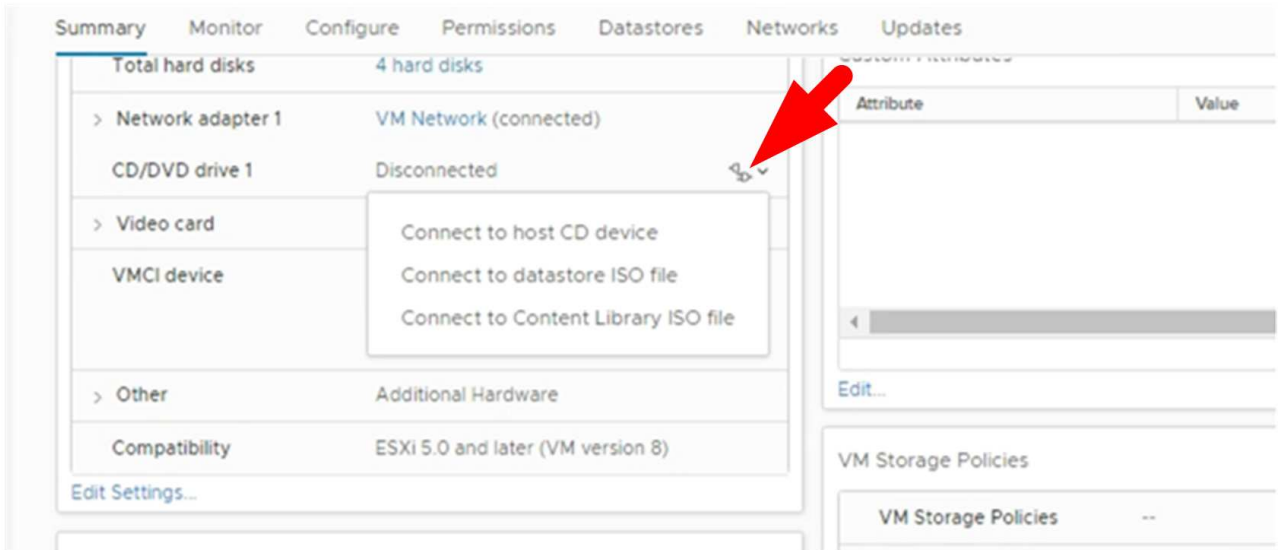 Summary Monitor Configure Permissions Datastores Networks Updates
Total hard disks 4 hard disks
Custom Attributes
Network adapter 1 VM Network (connected)
Attribute Value
CD/DVD drive 1 Disconnected
Video card
Connect to host CD device
VMCI device
Connect to datastore ISO file
Connect to Content Library ISO file
Other Additional Hardware
Edit...
Compatibility ESXi 5.0 and later (VM version 8)
VM Storage Policies
Edit Settings...
VM Storage Policies --